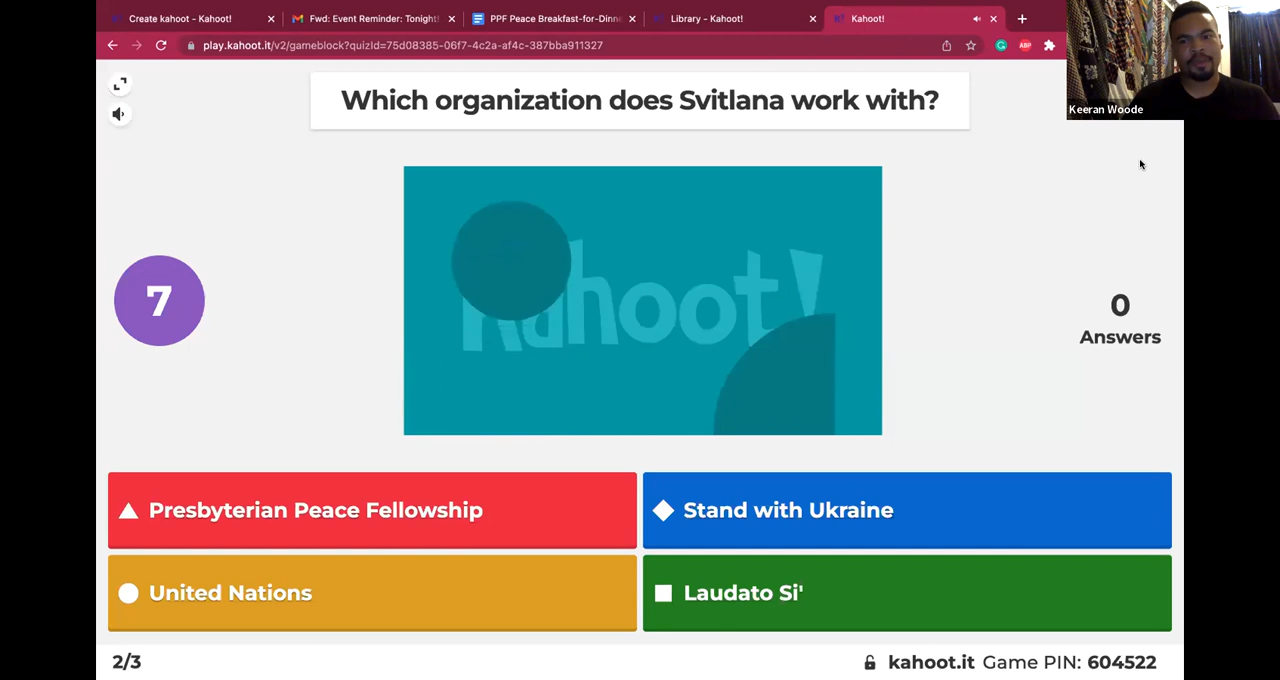 Create kahoot - Kahoot!
Fwd: Event Reminder: Tonight!
PPF Peace Breakfast-for-Dinne
Library - Kahoot!
Kahoot!
play.kahoot.it/v2/gameblock?quizId=75d08385-06f7-4c2a-af4c-387bba911327
ABP
Keeran Woode
Which organization does Svitlana work with?
Kahoot!
7
0
Answers
Presbyterian Peace Fellowship
Stand with Ukraine
United Nations
Laudato Si'
2/3
kahoot.it Game PIN: 604522